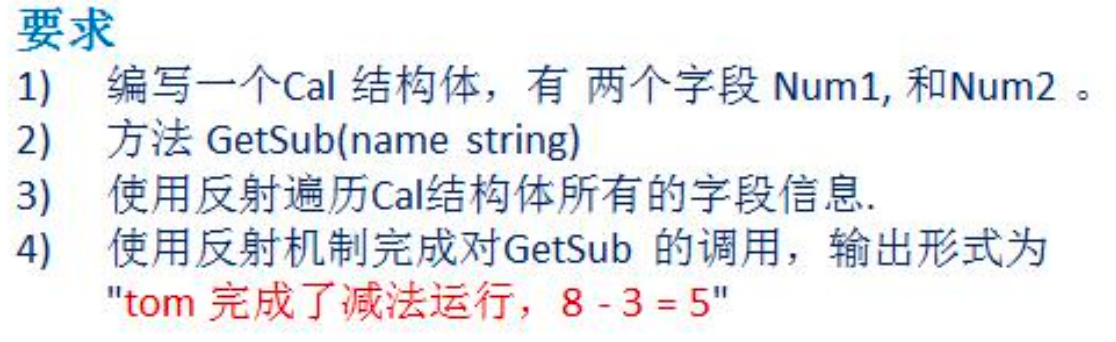 要求
1) 编写一个Cal 结构体，有 两个字段 Num1, 和Num2 。
2) 方法 GetSub(name string)
3) 使用反射遍历Cal结构体所有的字段信息.
4) 使用反射机制完成对GetSub 的调用，输出形式为
"tom 完成了减法运行，8 - 3 = 5"